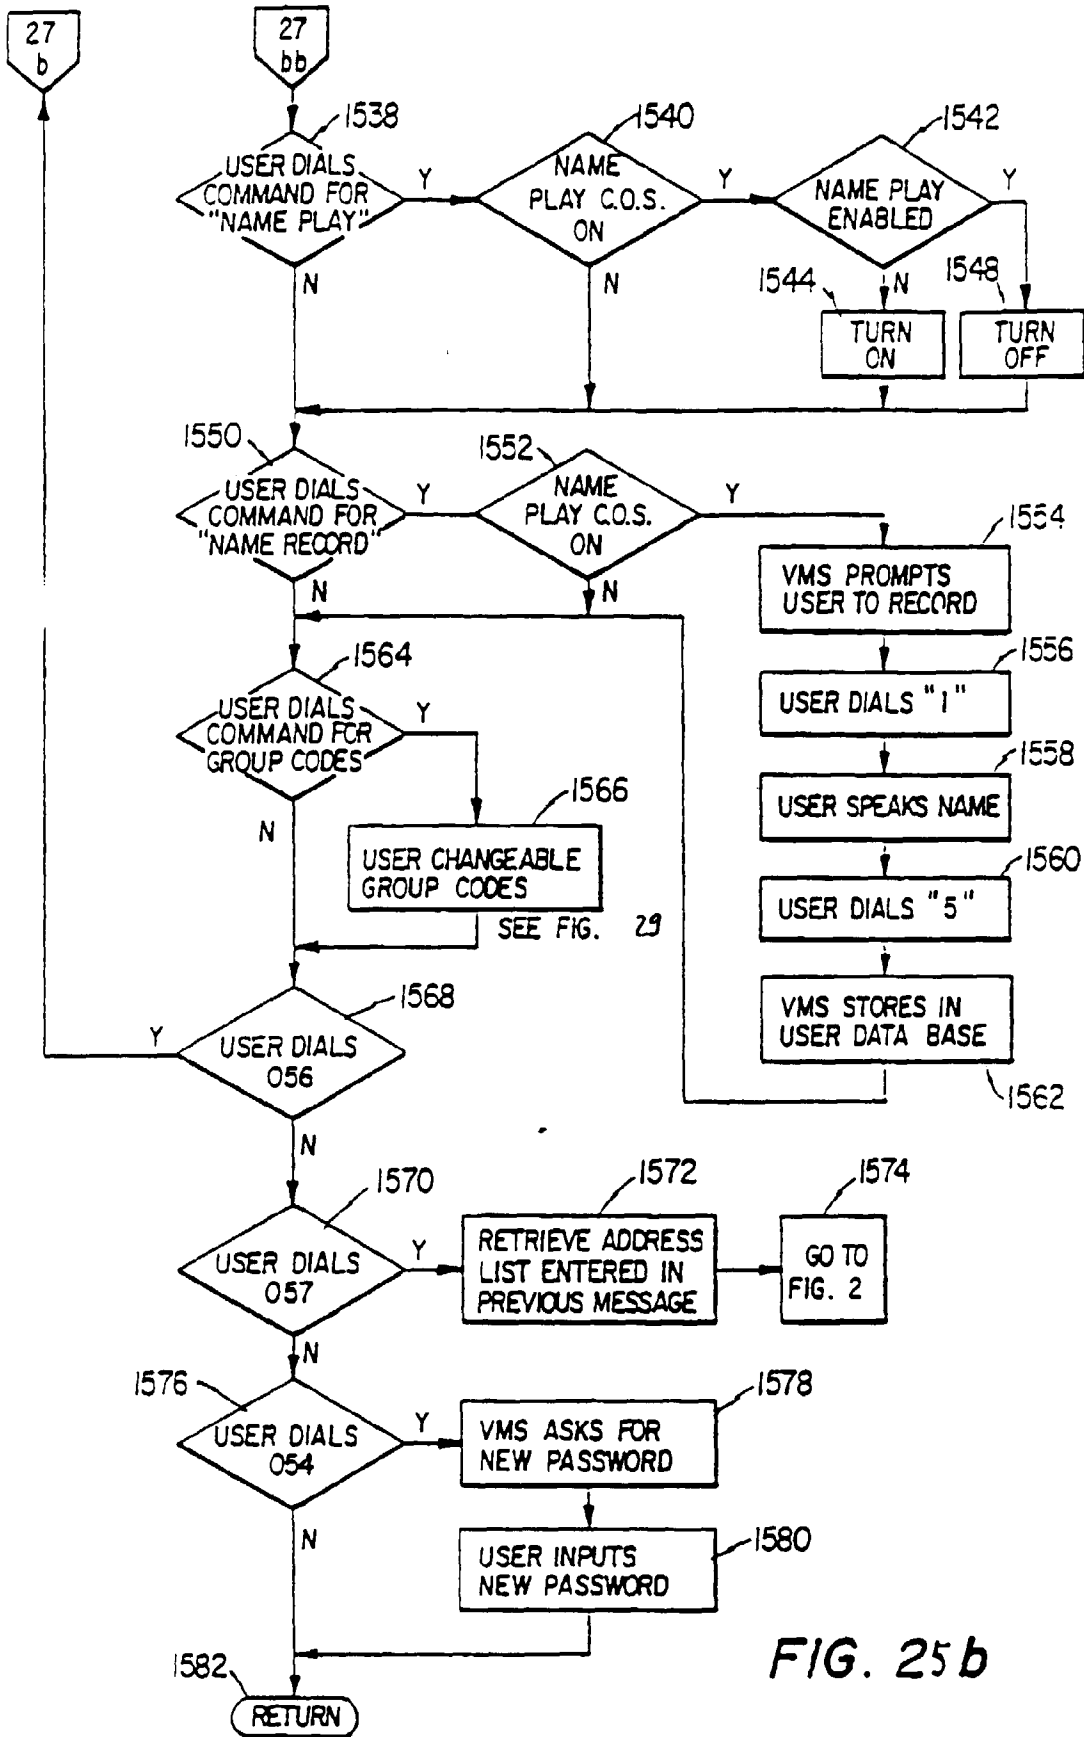 27
b
27
bb
1538
1540
1542
USER DIALS
COMMAND FOR
"NAME PLAY"
Y
NAME
PLAY C.O.S.
ON
Y
NAME PLAY
ENABLED
Y
N
N
1544
N
1548
TURN
ON
TURN
OFF
1550
1552
USER DIALS
COMMAND FOR
"NAME RECORD"
Y
NAME
PLAY C.O.S.
ON
Y
1554
N
N
VMS PROMPTS
USER TO RECORD
1564
1556
USER DIALS
COMMAND FOR
GROUP CODES
Y
USER DIALS "1"
1558
N
1566
USER SPEAKS NAME
USER CHANGEABLE
GROUP CODES
1560
SEE FIG. 29
USER DIALS "5"
1568
Y
USER DIALS
056
VMS STORES IN
USER DATA BASE
1562
N
1570
1572
1574
USER DIALS
057
Y
RETRIEVE ADDRESS
LIST ENTERED IN
PREVIOUS MESSAGE
GO TO
FIG. 2
N
1576
1578
USER DIALS
054
Y
VMS ASKS FOR
NEW PASSWORD
N
1580
USER INPUTS
NEW PASSWORD
1582
RETURN
FIG. 25b